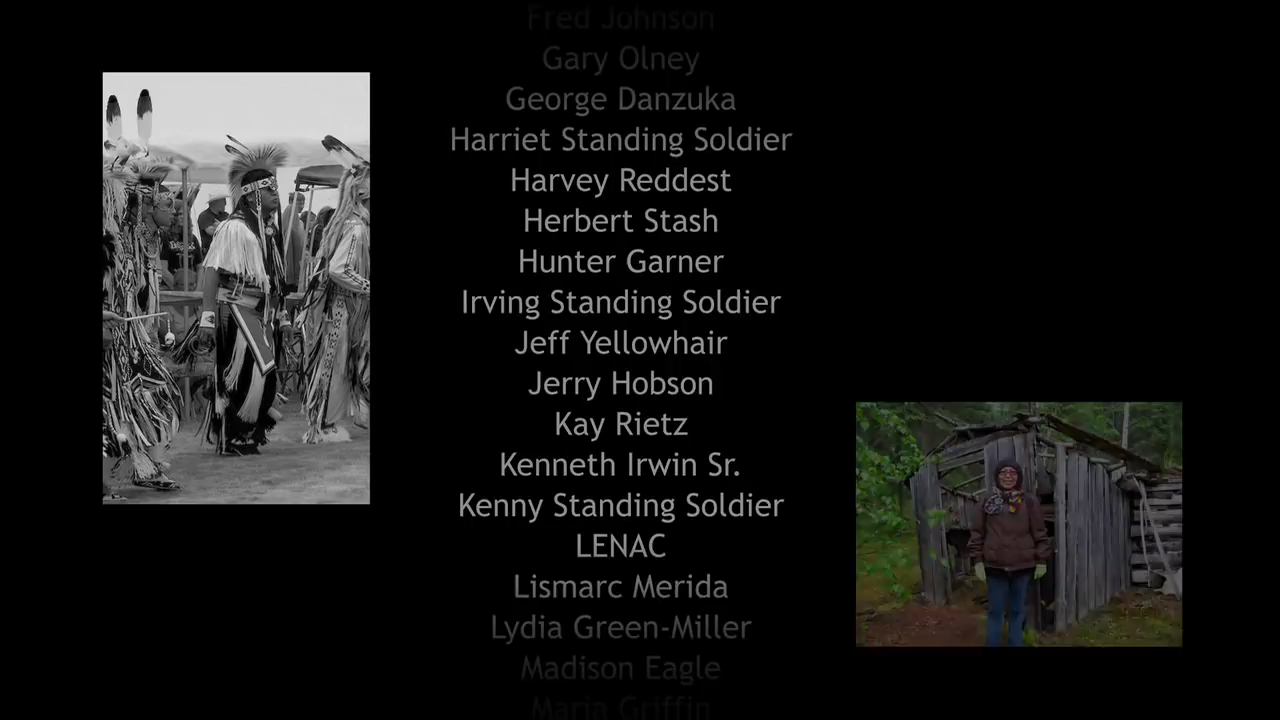 Fred Johnson
Gary Olney
George Danzuka
Harriet Standing Soldier
Harvey Reddest
Herbert Stash
Hunter Garner
Irving Standing Soldier
Jeff Yellowhair
Jerry Hobson
Kay Rietz
Kenneth Irwin Sr.
Kenny Standing Soldier
LENAC
Lismarc Merida
Lydia Green-Miller
Madison Eagle
Maria Griffin